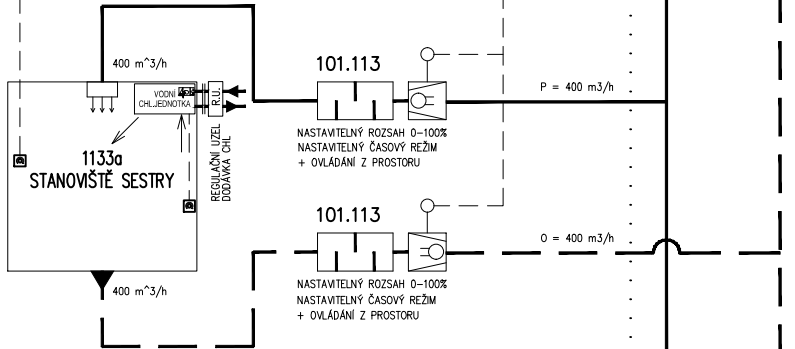 400 m^3/h
101.113
P = 400 m3/h
VODNÍ
CHL.JEDNOTKA
R.U.
NASTAVITELNÝ ROZSAH 0-100%
NASTAVITELNÝ ČASOVÝ REŽIM
+ OVLÁDÁNÍ Z PROSTORU
1133a
STANOVIŠTĚ SESTRY
REGULAČNÍ UZEL
DODÁVKA CHL
101.113
O = 400 m3/h
400 m^3/h
NASTAVITELNÝ ROZSAH 0-100%
NASTAVITELNÝ ČASOVÝ REŽIM
+ OVLÁDÁNÍ Z PROSTORU